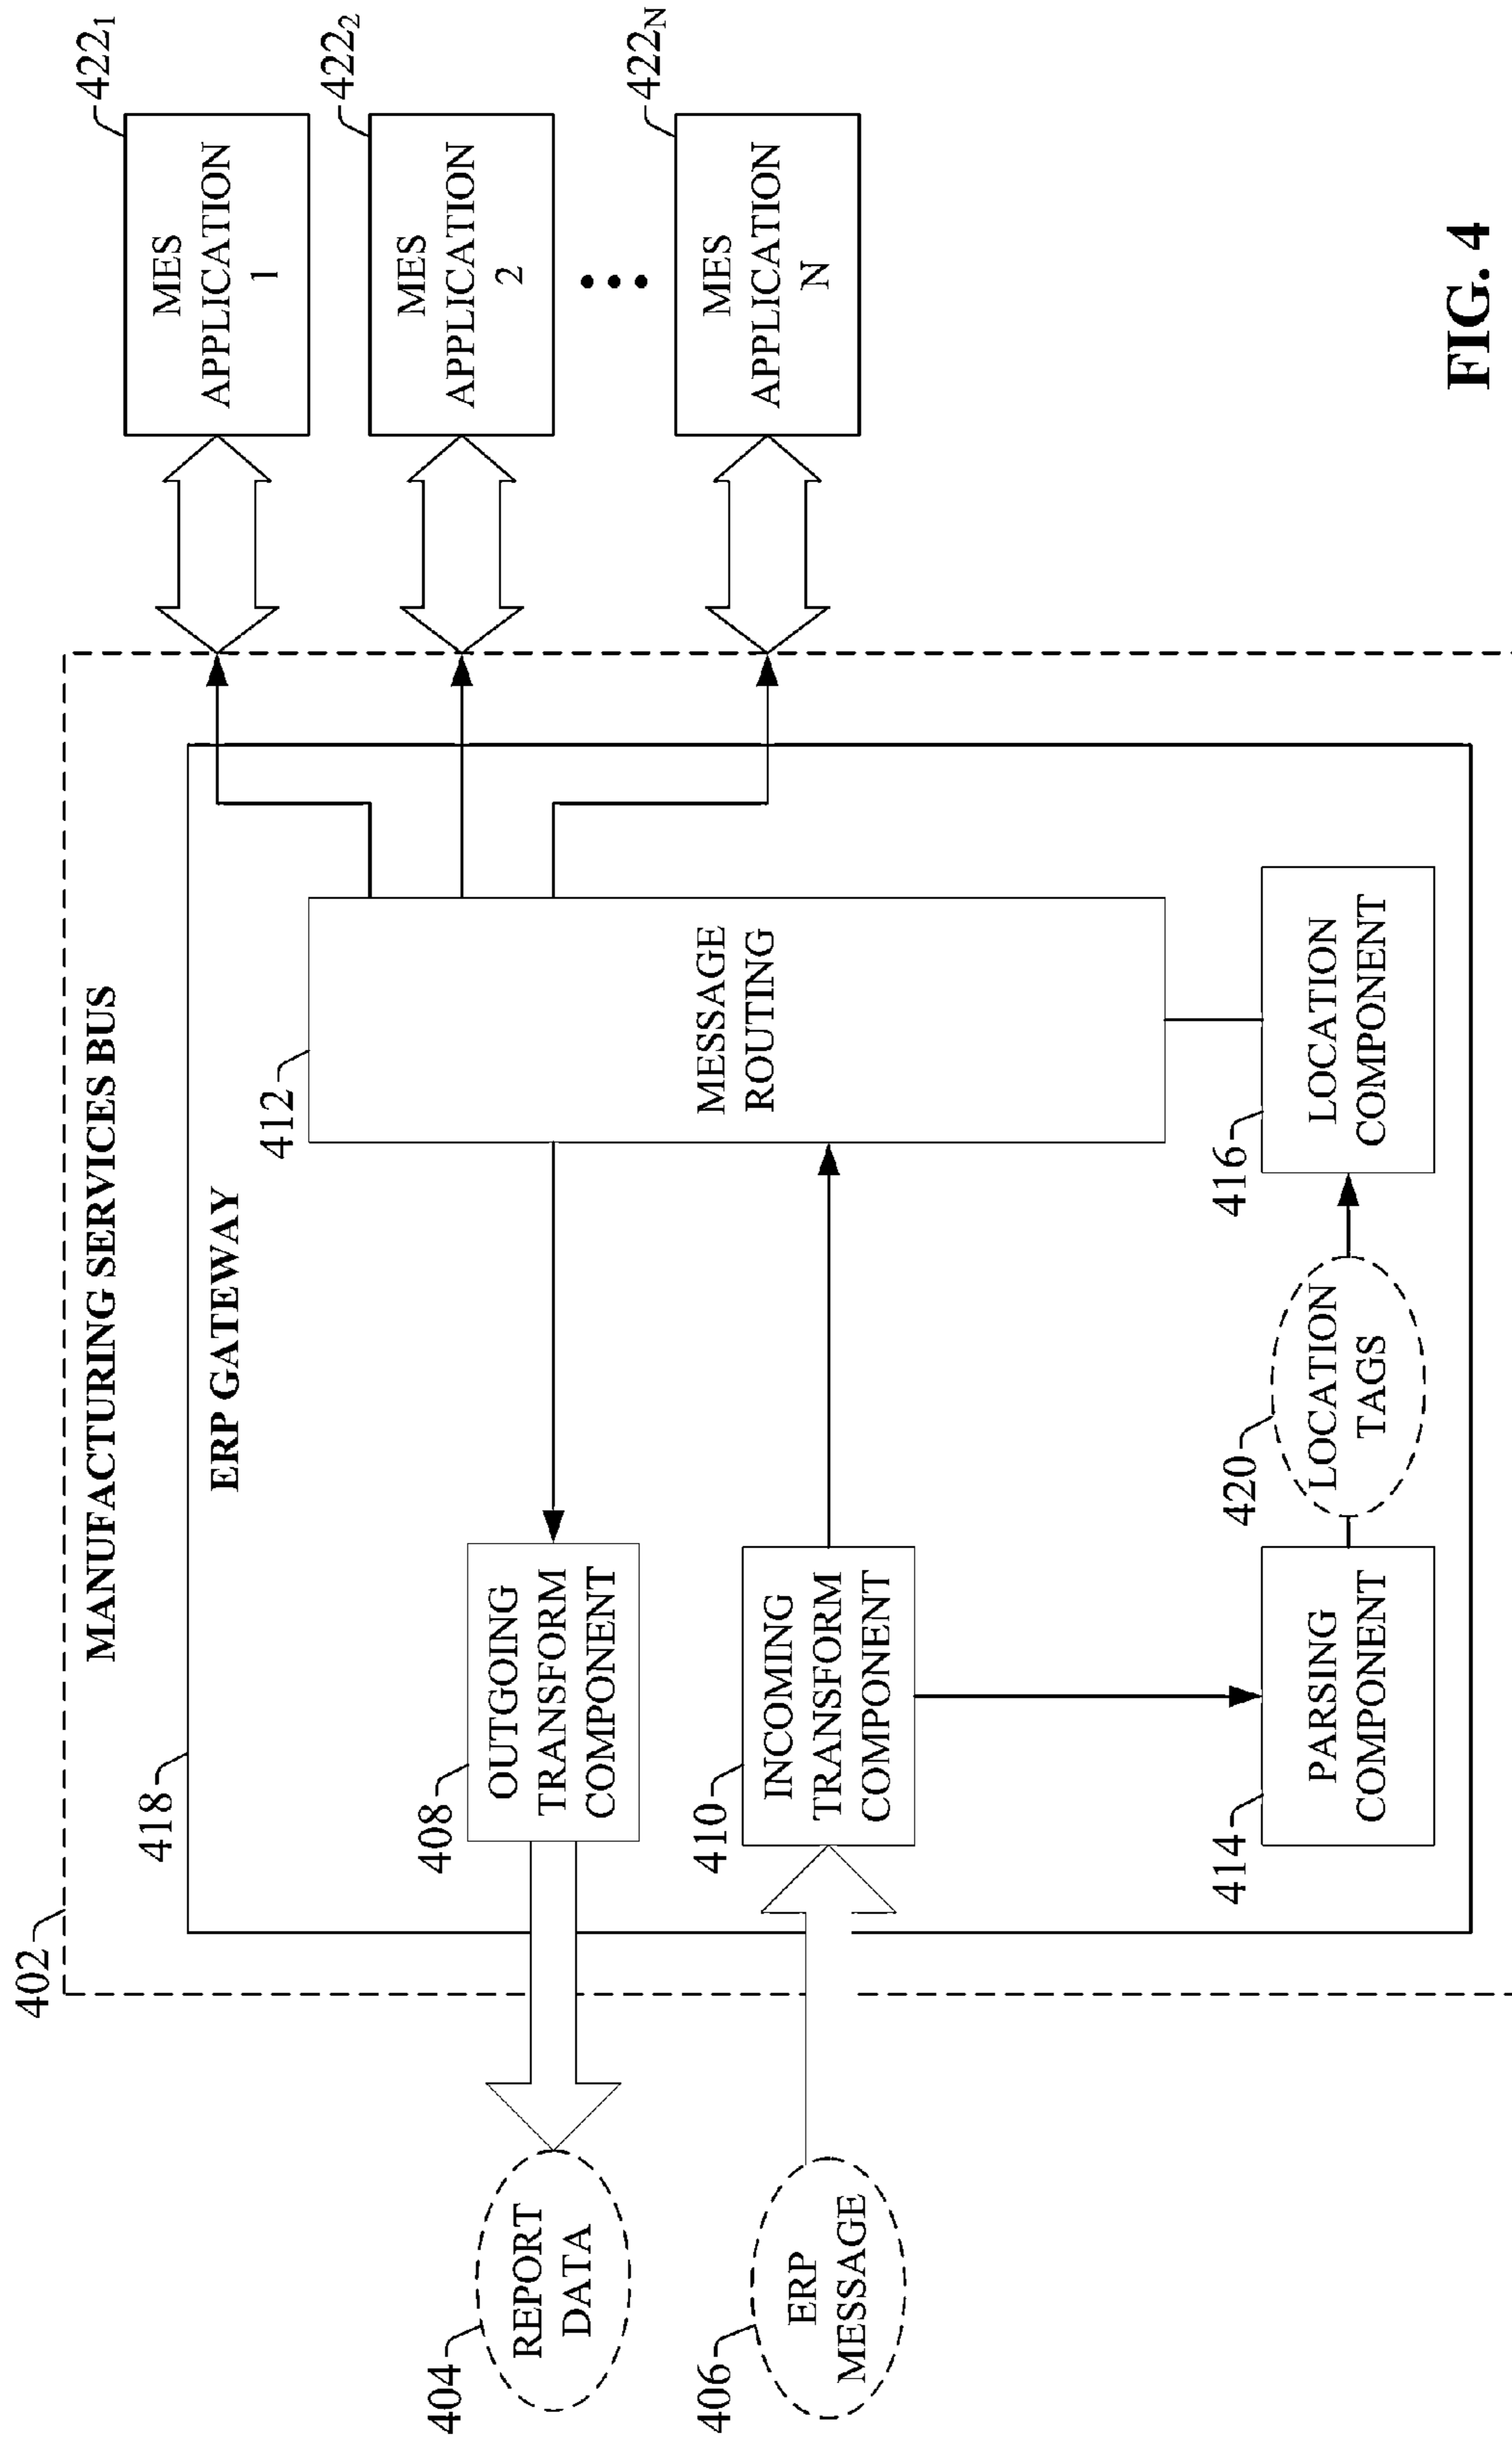 402
MANUFACTURING SERVICES BUS
418
ERP GATEWAY
404
REPORT
DATA
408
OUTGOING
TRANSFORM
COMPONENT
412
MESSAGE
ROUTING
406
ERP
MESSAGE
410
INCOMING
TRANSFORM
COMPONENT
414
PARSING
COMPONENT
420
LOCATION
TAGS
416
LOCATION
COMPONENT
422₁
MES
APPLICATION
1
422₂
MES
APPLICATION
2
422N
MES
APPLICATION
N
FIG. 4